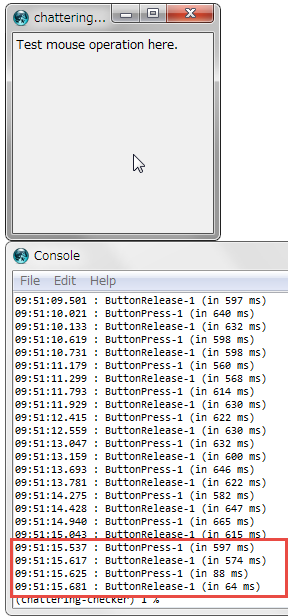 chattering...
Test mouse operation here.
Console
File Edit Help
09:51:09.501 : ButtonRelease-1 (in 597 ms)
09:51:10.021 : ButtonPress-1 (in 640 ms)
09:51:10.133 : ButtonRelease-1 (in 632 ms)
09:51:10.619 : ButtonPress-1 (in 598 ms)
09:51:10.731 : ButtonRelease-1 (in 598 ms)
09:51:11.179 : ButtonPress-1 (in 560 ms)
09:51:11.299 : ButtonRelease-1 (in 568 ms)
09:51:11.793 : ButtonPress-1 (in 614 ms)
09:51:11.929 : ButtonRelease-1 (in 630 ms)
09:51:12.415 : ButtonPress-1 (in 622 ms)
09:51:12.559 : ButtonRelease-1 (in 630 ms)
09:51:13.047 : ButtonPress-1 (in 632 ms)
09:51:13.159 : ButtonRelease-1 (in 600 ms)
09:51:13.693 : ButtonPress-1 (in 646 ms)
09:51:13.781 : ButtonRelease-1 (in 622 ms)
09:51:14.275 : ButtonPress-1 (in 582 ms)
09:51:14.428 : ButtonRelease-1 (in 647 ms)
09:51:14.940 : ButtonPress-1 (in 665 ms)
09:51:15.043 : ButtonRelease-1 (in 615 ms)
09:51:15.537 : ButtonPress-1 (in 597 ms)
09:51:15.617 : ButtonRelease-1 (in 574 ms)
09:51:15.625 : ButtonPress-1 (in 88 ms)
09:51:15.681 : ButtonRelease-1 (in 64 ms)
(chattering-checker) 1 %